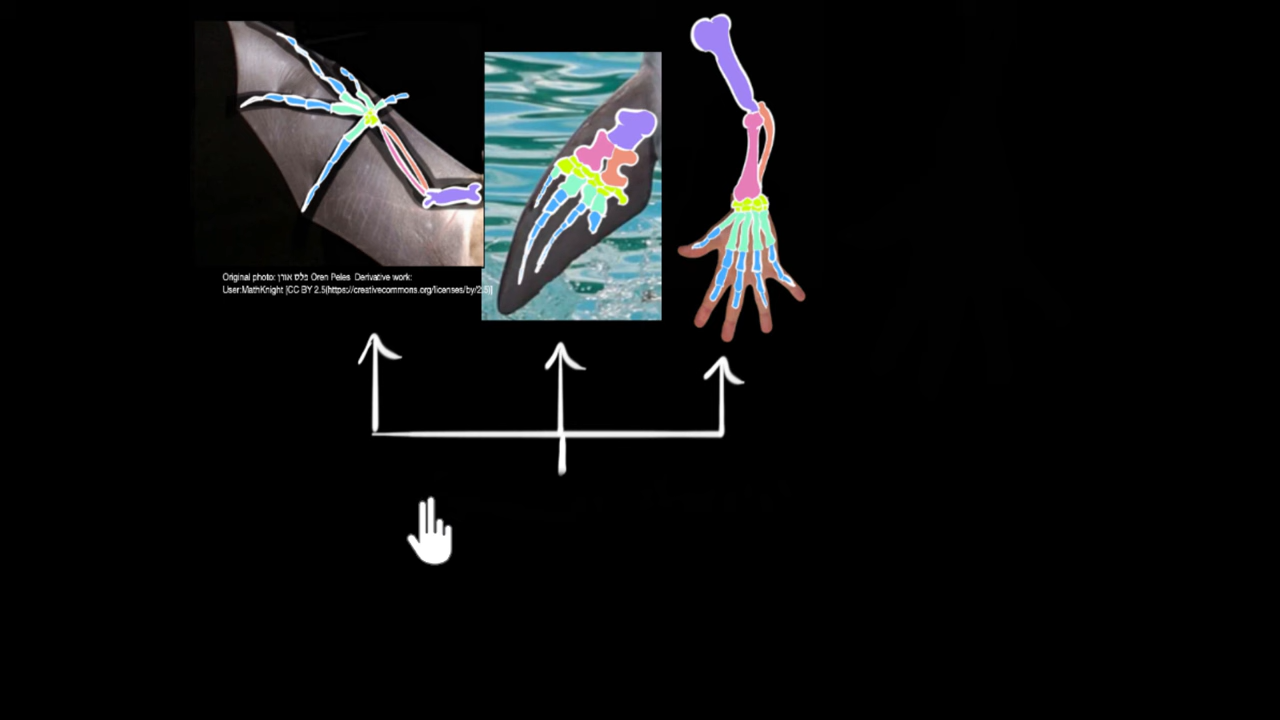 Original photo: פלס אורן Oren Peles Derivative work:
User:MathKnight [CC BY 2.5(https://creativecommons.org/licenses/by/2.5)]